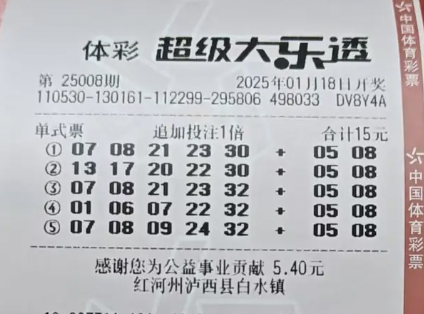 体彩 超级大乐透
第 25008期 2025年01月18日开奖
110530-130161-112299-295806 498033 DV8Y4A
单式票 追加投注1倍 合计15元
① 07 08 21 23 30 + 05 08
② 13 17 20 22 30 + 05 08
③ 07 08 21 23 32 + 05 08
④ 01 06 07 22 32 + 05 08
⑤ 07 08 09 24 32 + 05 08
感谢您为公益事业贡献 5.40元
红河州泸西县白水镇
中国体育彩票
中国体育彩票